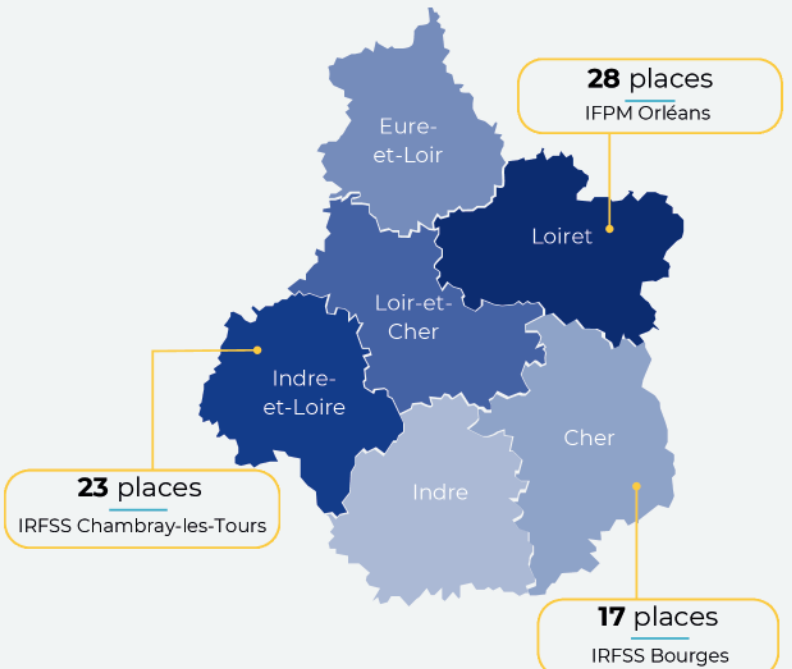 28 places
IFPM Orléans
Eure-
et-Loir
Loiret
Loir-et-
Cher
Indre-
et-Loire
Cher
Indre
23 places
IRFSS Chambray-les-Tours
17 places
IRFSS Bourges